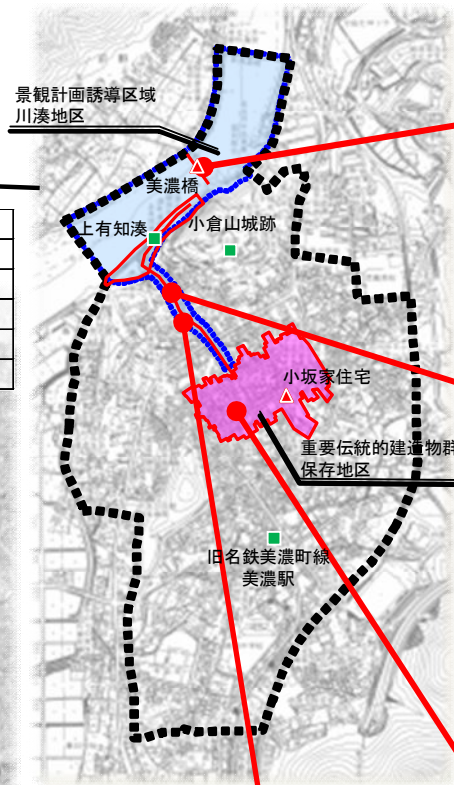 景観計画誘導区域
川湊地区
美濃橋
上有知湊
小倉山城跡
小坂家住宅
重要伝統的建造物群
保存地区
旧名鉄美濃町線
美濃駅